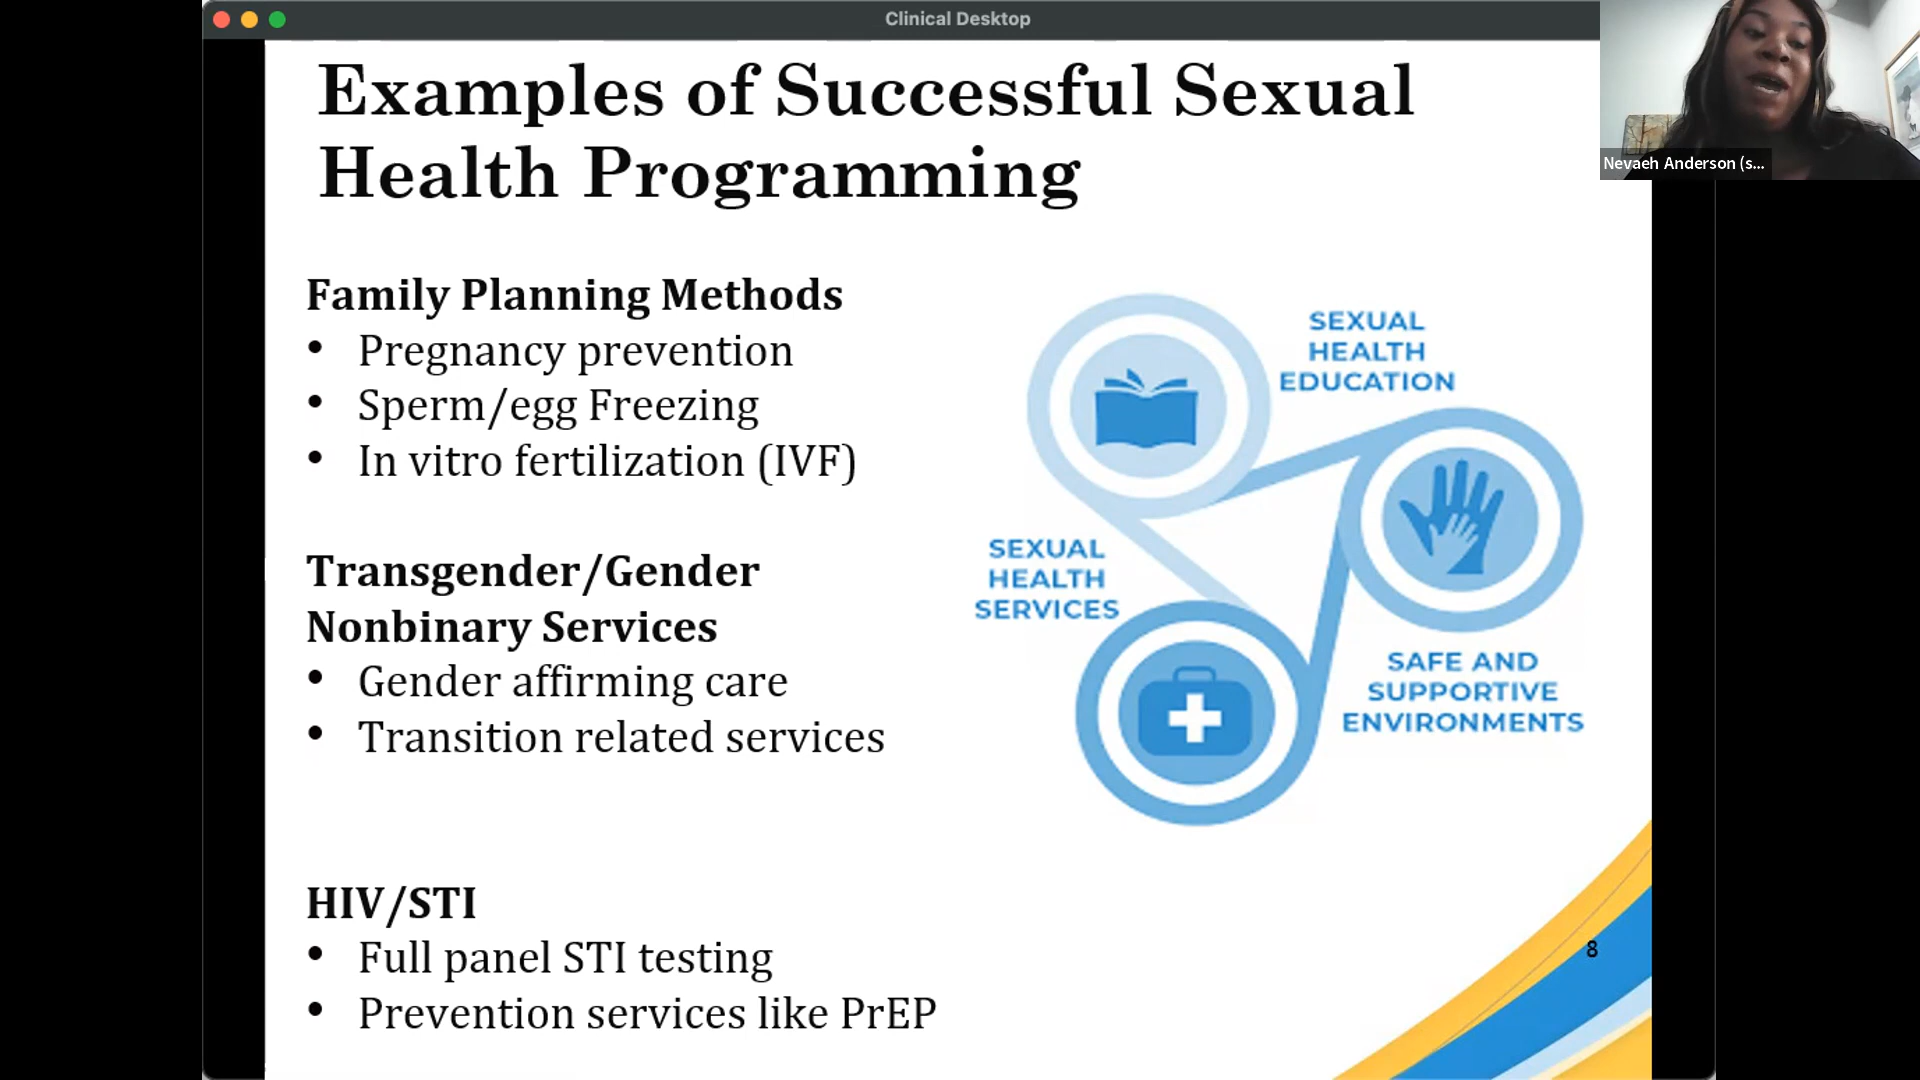 Clinical Desktop
Nevaeh Anderson (s...
Examples of Successful Sexual
Health Programming
Family Planning Methods
• Pregnancy prevention
• Sperm/egg Freezing
• In vitro fertilization (IVF)
Transgender/Gender
Nonbinary Services
• Gender affirming care
• Transition related services
HIV/STI
• Full panel STI testing
• Prevention services like PrEP
SEXUAL
HEALTH
EDUCATION
SEXUAL
HEALTH
SERVICES
SAFE AND
SUPPORTIVE
ENVIRONMENTS
8